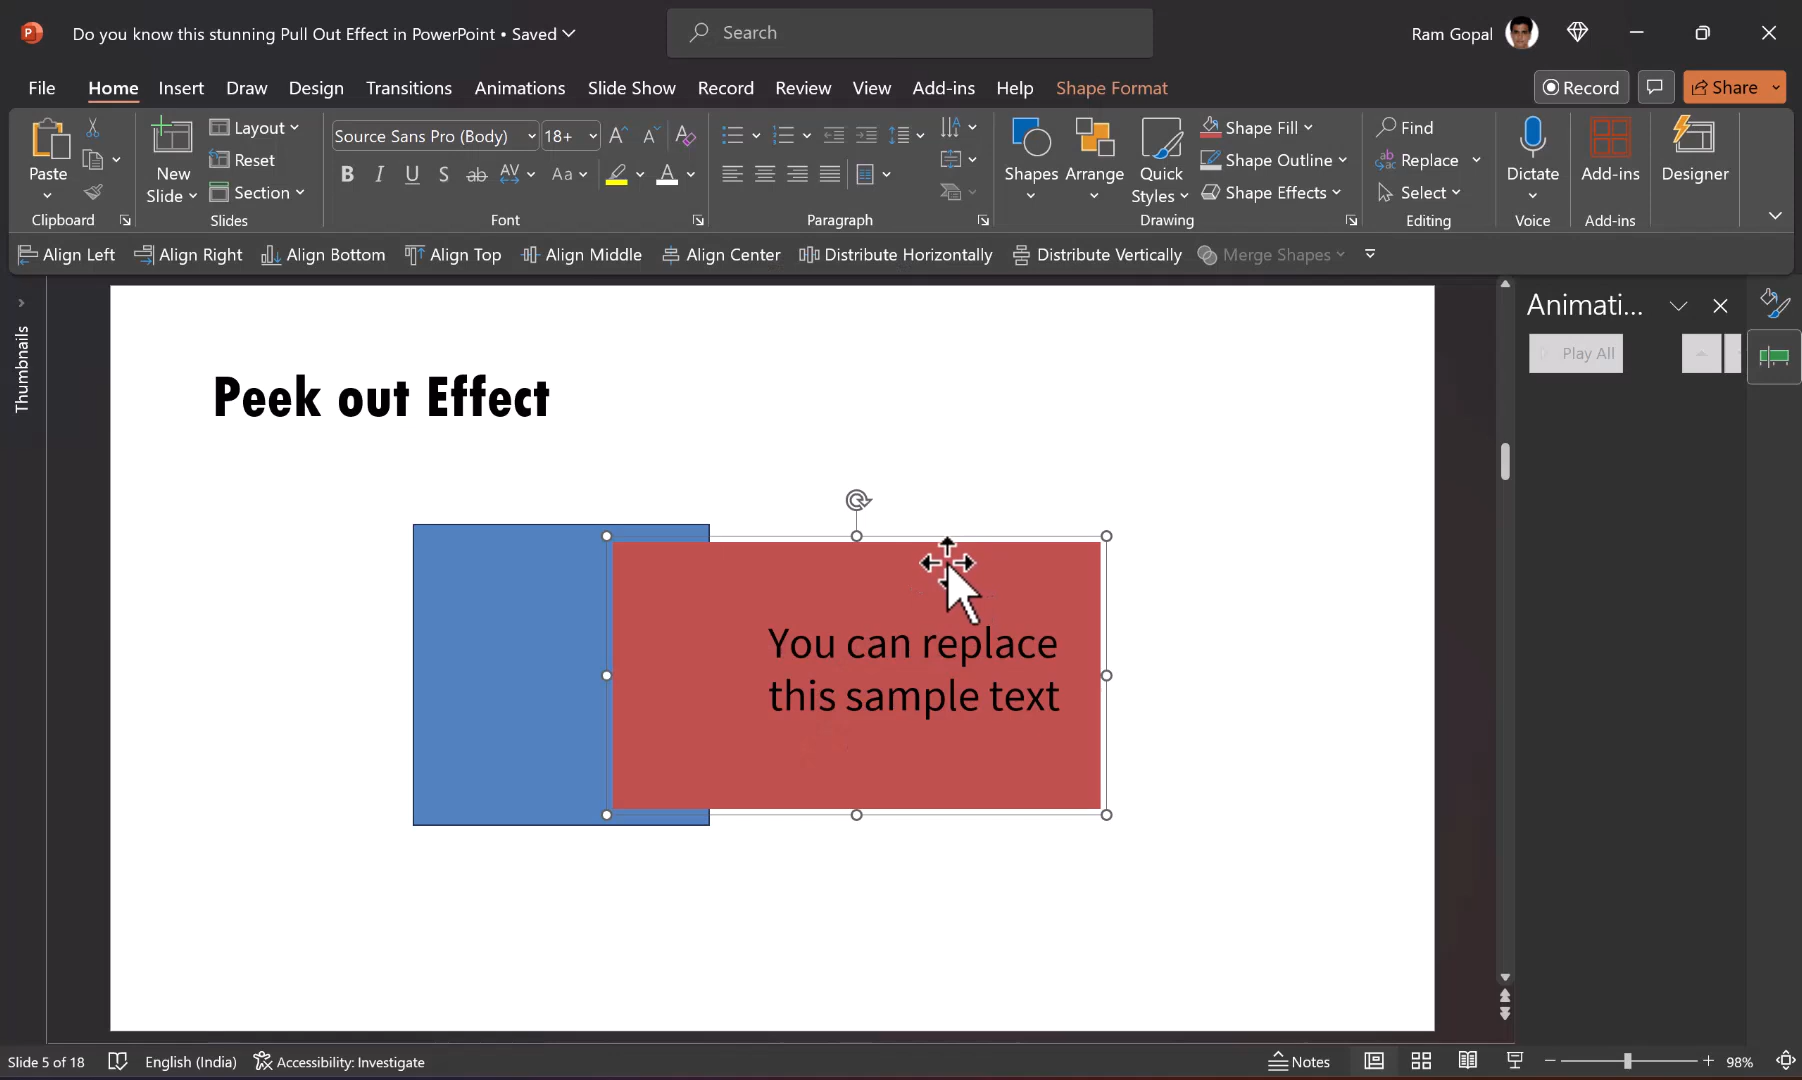 Do you know this stunning Pull Out Effect in PowerPoint • Saved
Search
Ram Gopal
File Home Insert Draw Design Transitions Animations Slide Show Record Review View Add-ins Help Shape Format
Record
Share
Paste
Clipboard
New
Slide
Layout
Reset
Section
Slides
Source Sans Pro (Body) 18+
Font
Paragraph
Shapes
Arrange
Quick
Styles
Shape Fill
Shape Outline
Shape Effects
Drawing
Find
Replace
Select
Editing
Dictate
Voice
Add-ins
Add-ins
Designer
Align Left Align Right Align Bottom Align Top Align Middle Align Center Distribute Horizontally Distribute Vertically Merge Shapes
Thumbnails
Animati...
Play All
Peek out Effect
You can replace
this sample text
Slide 5 of 18 English (India) Accessibility: Investigate Notes 98%